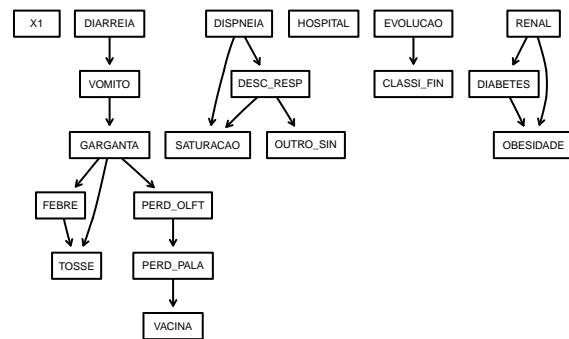 X1
DIARREIA
DISPNEIA
HOSPITAL
EVOLUCAO
RENAL
VOMITO
DESC_RESP
CLASSI_FIN
DIABETES
GARGANTA
SATURACAO
OUTRO_SIN
OBESIDADE
FEBRE
PERD_OLFT
TOSSE
PERD_PALA
VACINA